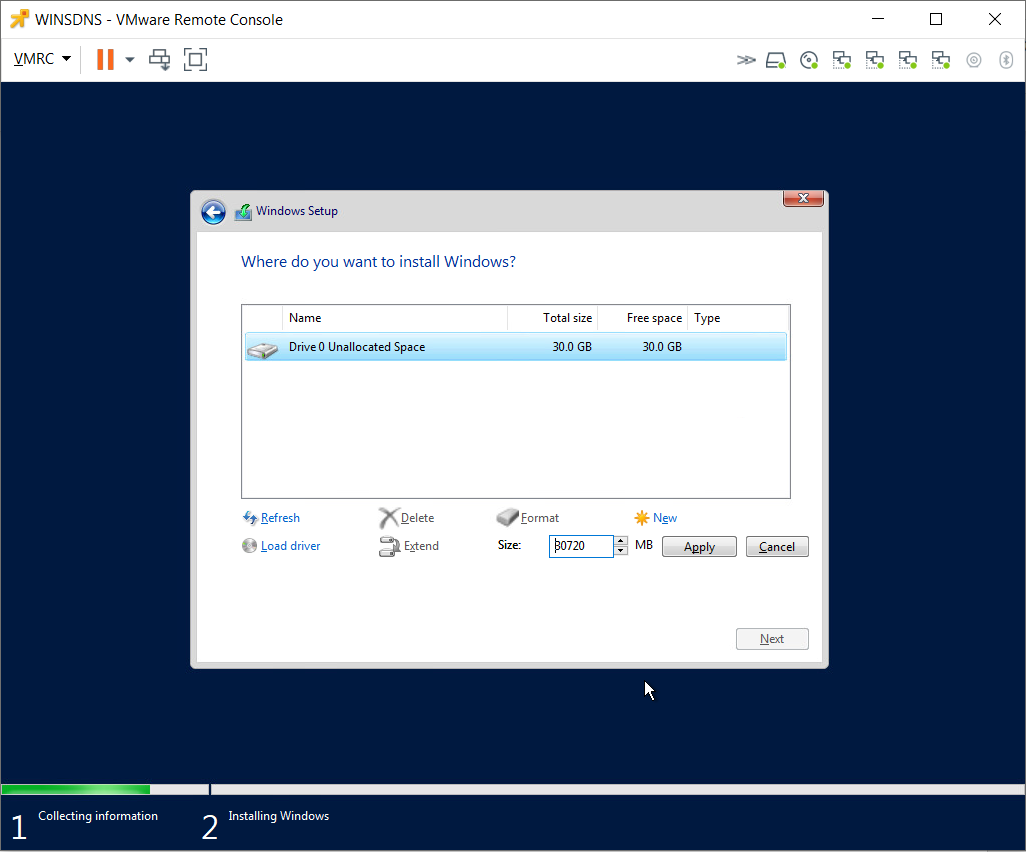 WINSDNS - VMware Remote Console
VMRC
Windows Setup
Where do you want to install Windows?
Name Total size Free space Type
Drive 0 Unallocated Space 30.0 GB 30.0 GB
Refresh Delete Format New
Load driver Extend Size: 30720 MB Apply Cancel
Next
1 Collecting information 2 Installing Windows